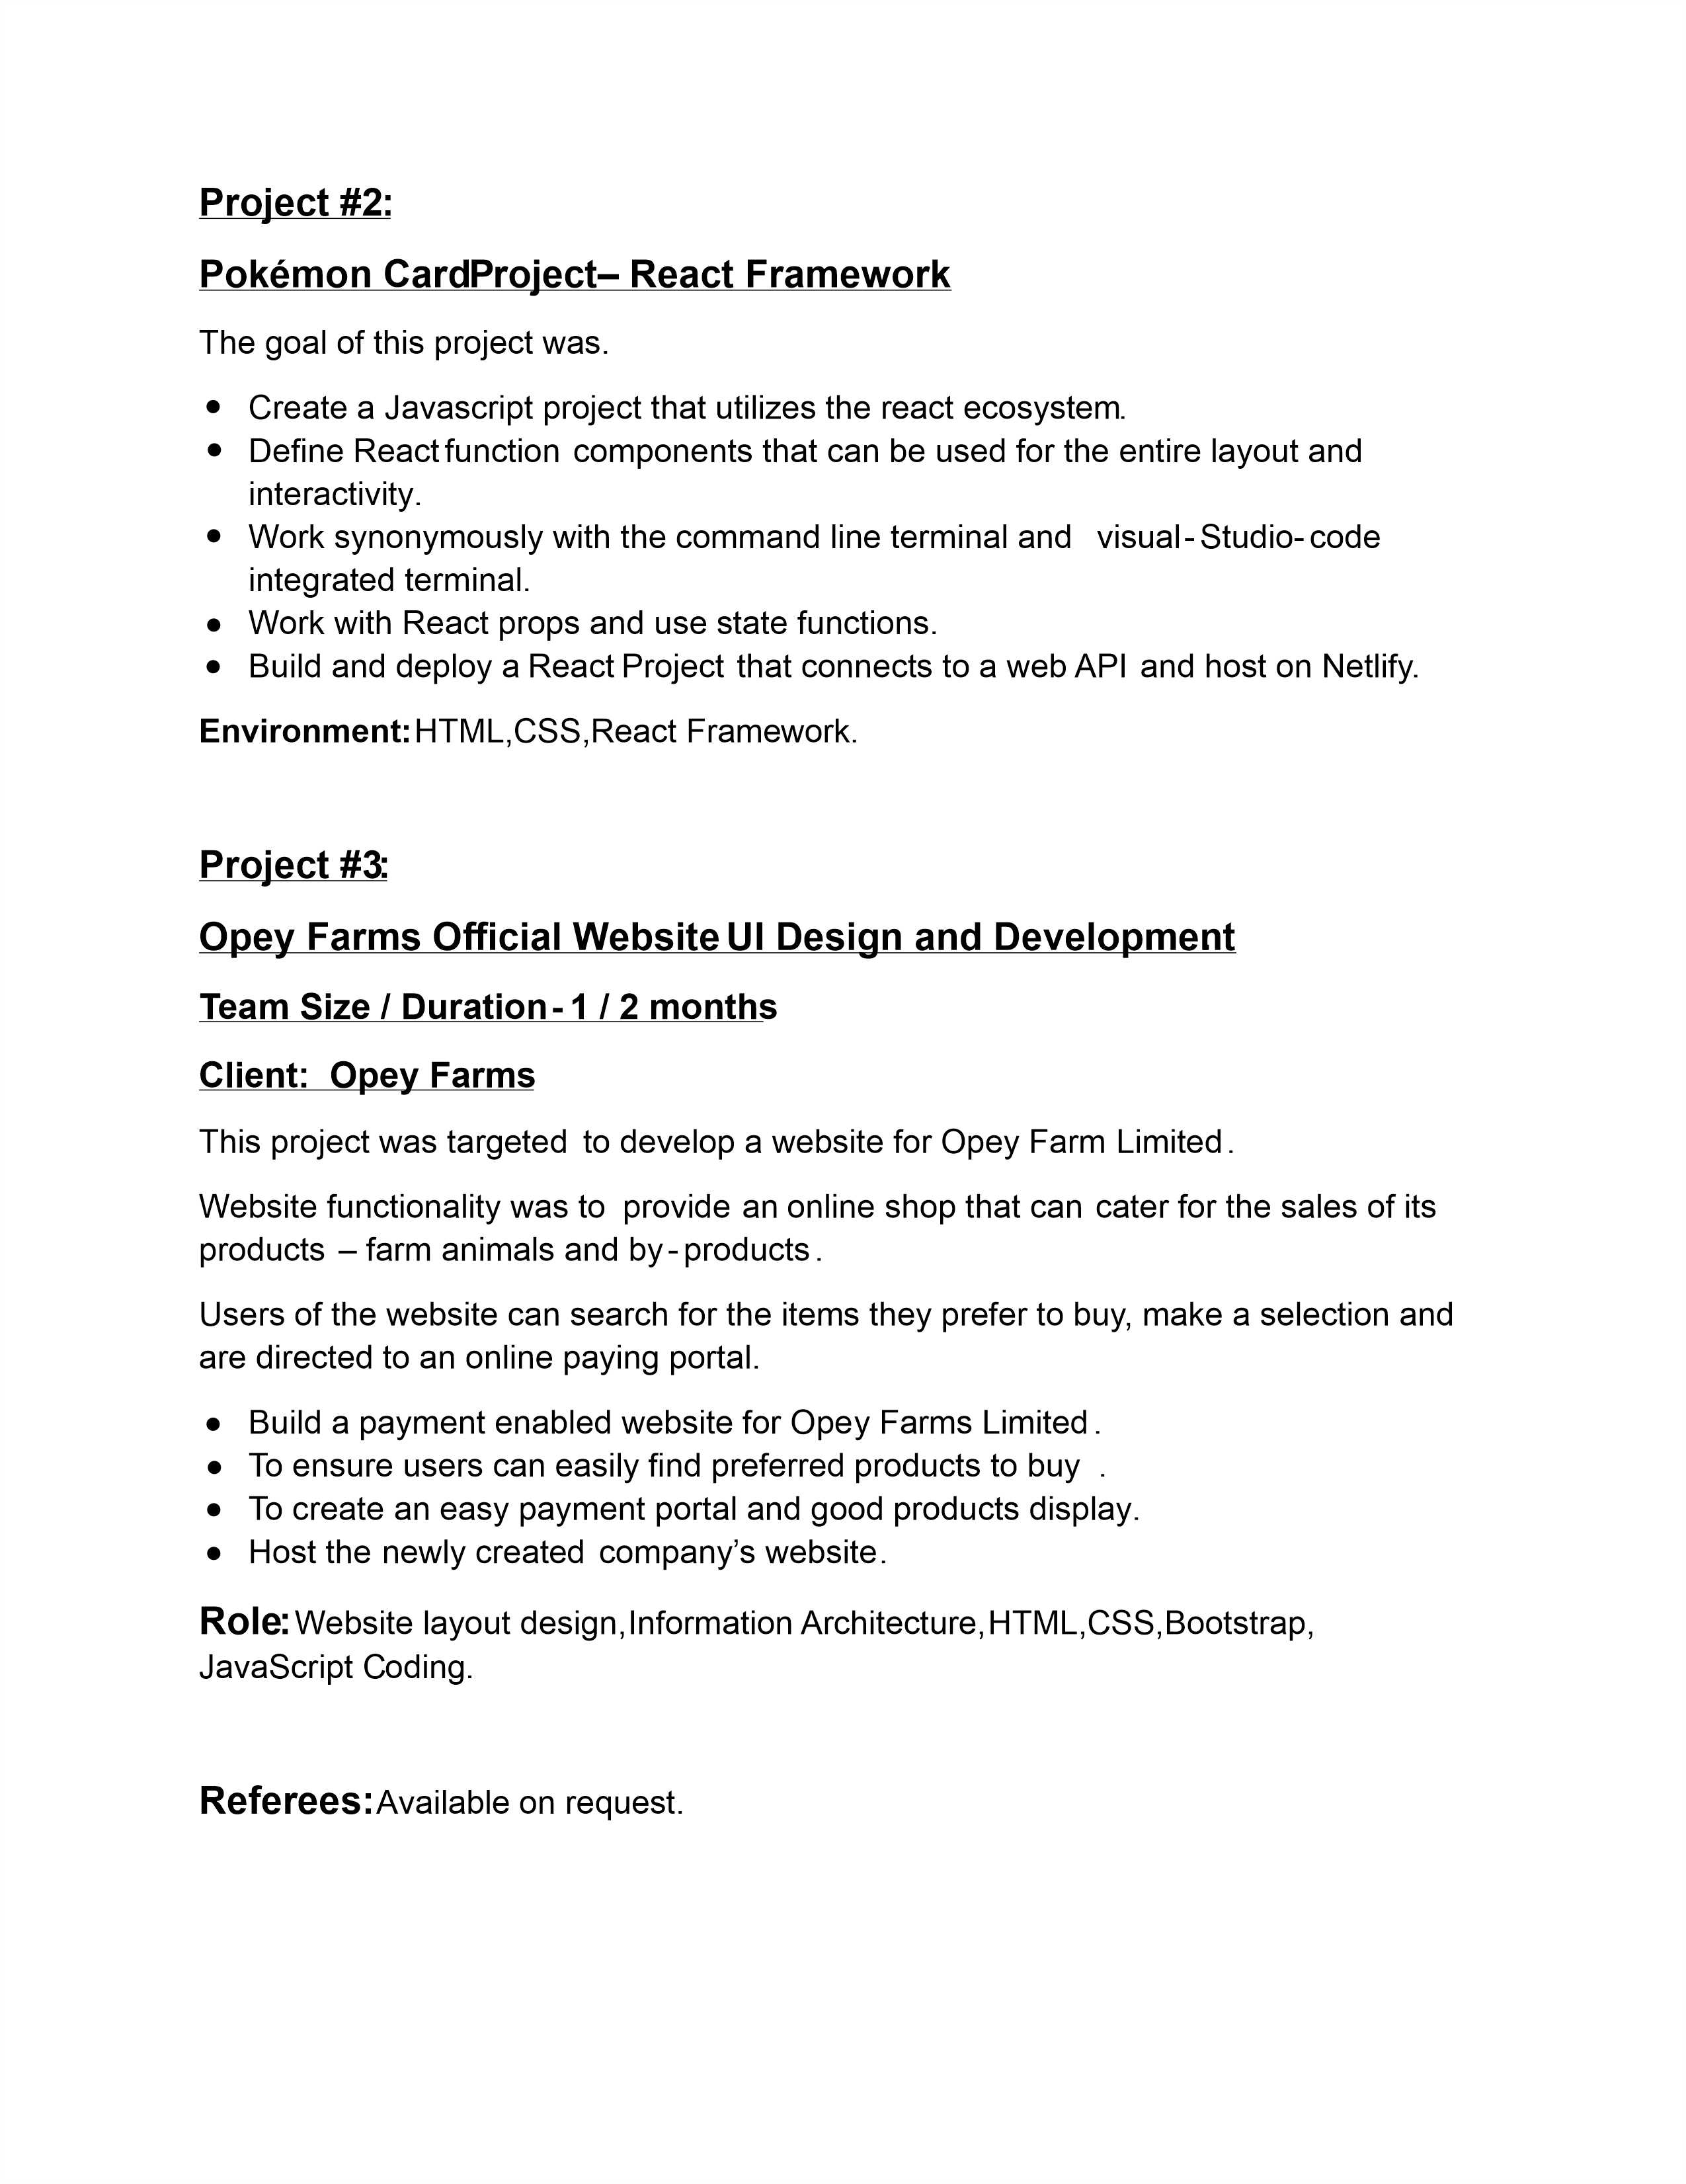 Project #2:
Pokémon CardProject– React Framework
The goal of this project was.
● Create a Javascript project that utilizes the react ecosystem.
● Define React function components that can be used for the entire layout and
interactivity.
● Work synonymously with the command line terminal and visual-Studio-code
integrated terminal.
● Work with React props and use state functions.
● Build and deploy a React Project that connects to a web API and host on Netlify.
Environment:HTML,CSS,React Framework.
Project #3:
Opey Farms Official Website UI Design and Development
Team Size / Duration - 1 / 2 months
Client: Opey Farms
This project was targeted to develop a website for Opey Farm Limited.
Website functionality was to provide an online shop that can cater for the sales of its
products – farm animals and by-products.
Users of the website can search for the items they prefer to buy, make a selection and
are directed to an online paying portal.
● Build a payment enabled website for Opey Farms Limited.
● To ensure users can easily find preferred products to buy .
● To create an easy payment portal and good products display.
● Host the newly created company’s website.
Role:Website layout design,Information Architecture,HTML,CSS,Bootstrap,
JavaScript Coding.
Referees:Available on request.